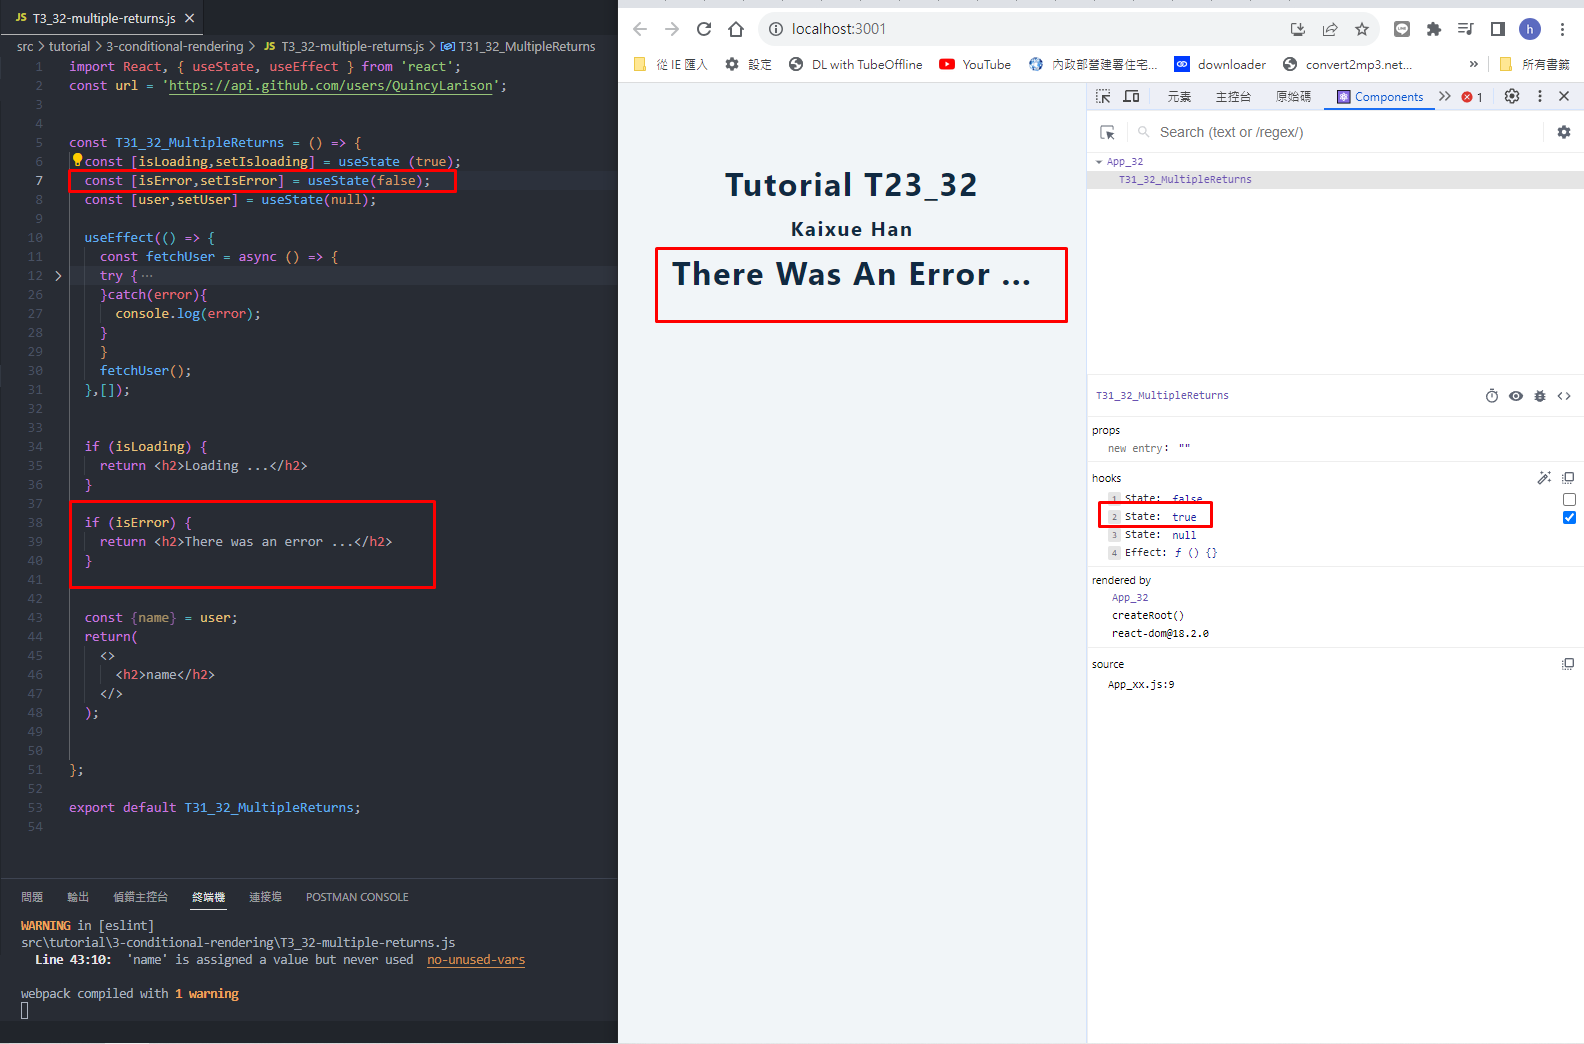 JS T3_32-multiple-returns.js ×
src > tutorial > 3-conditional-rendering > JS T3_32-multiple-returns.js > T31_32_MultipleReturns
1 import React, { useState, useEffect } from 'react';
2 const url = 'https://api.github.com/users/QuincyLarison';
3
4
5 const T31_32_MultipleReturns = () => {
6 const [isLoading,setIsloading] = useState (true);
7 const [isError,setIsError] = useState(false);
8 const [user,setUser] = useState(null);
9
10 useEffect(() => {
11 const fetchUser = async () => {
12 try { ...
26 }catch(error){
27 console.log(error);
28 }
29 }
30 fetchUser();
31 },[]);
32
33
34 if (isLoading) {
35 return <h2>Loading ...</h2>
36 }
37
38 if (isError) {
39 return <h2>There was an error ...</h2>
40 }
41
42
43 const {name} = user;
44 return(
45 <>
46 <h2>name</h2>
47 </>
48 );
49
50
51 };
52
53 export default T31_32_MultipleReturns;
54
問題 輸出 偵錯主控台 終端機 連接埠 POSTMAN CONSOLE
WARNING in [eslint]
src\tutorial\3-conditional-rendering\T3_32-multiple-returns.js
Line 43:10: 'name' is assigned a value but never used no-unused-vars
webpack compiled with 1 warning
localhost:3001
h
從 IE 匯入 設定 DL with TubeOffline YouTube 內政部營建署住宅... downloader convert2mp3.net... » 所有書籤
Tutorial T23_32
Kaixue Han
There Was An Error ...
元素 主控台 原始碼 Components 1
Search (text or /regex/)
App_32
T31_32_MultipleReturns
T31_32_MultipleReturns
props
new entry: ""
hooks
1 State: false
2 State: true
3 State: null
4 Effect: ƒ () {}
rendered by
App_32
createRoot()
react-dom@18.2.0
source
App_xx.js:9